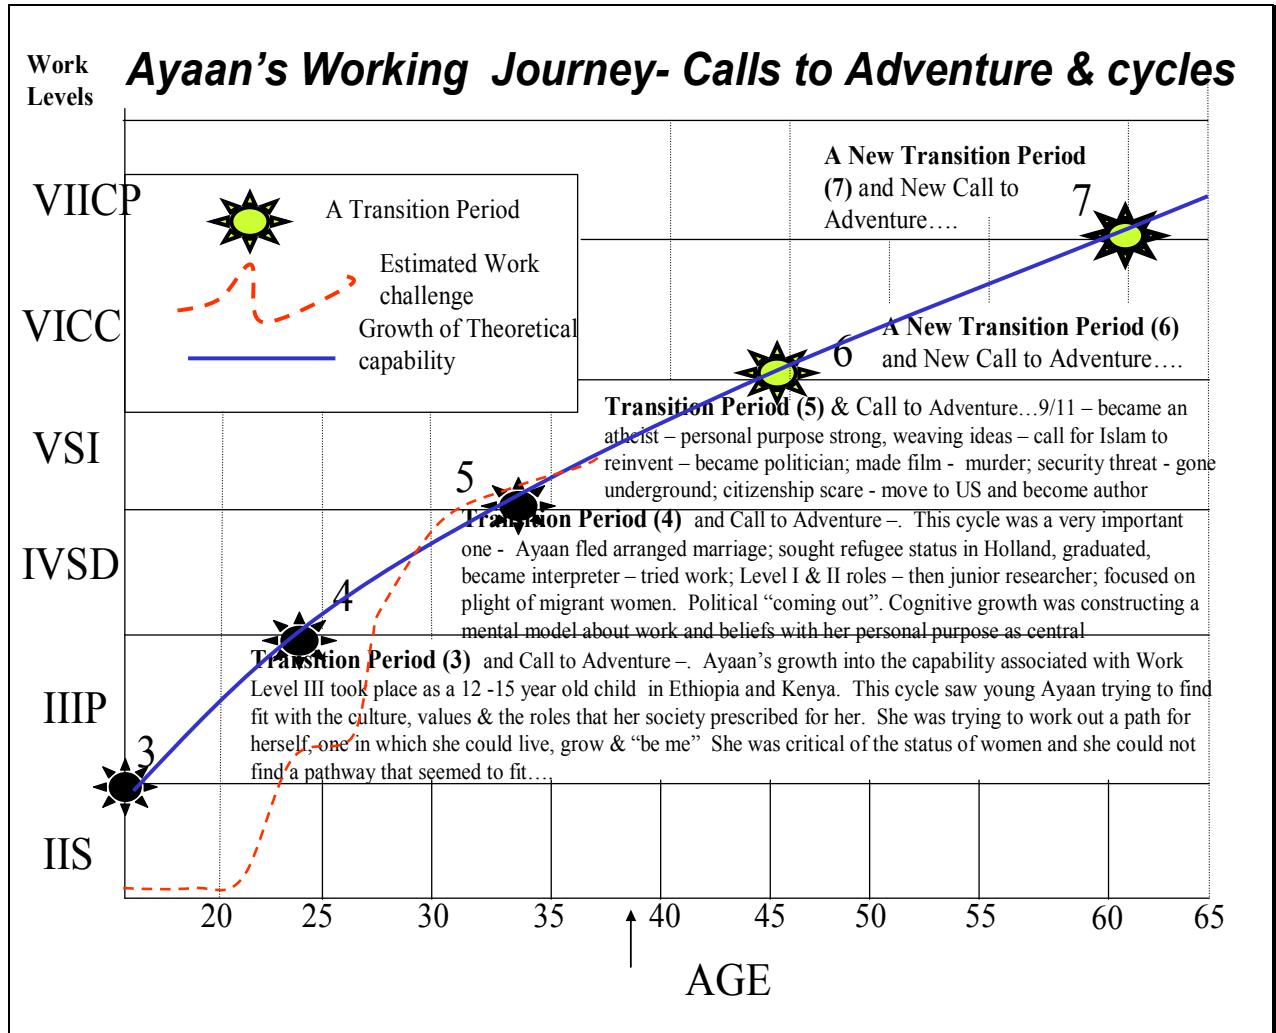 Work
Levels
Ayaan’s Working Journey- Calls to Adventure & cycles
VIICP
VICC
VSI
IVSD
IIIP
IIS
A Transition Period
Estimated Work
challenge
Growth of Theoretical
capability
A New Transition Period
(7) and New Call to
Adventure….
7
6
A New Transition Period (6)
and New Call to Adventure….
5
Transition Period (5) & Call to Adventure…9/11 – became an
atheist – personal purpose strong, weaving ideas – call for Islam to
reinvent – became politician; made film - murder; security threat - gone
underground; citizenship scare - move to US and become author
4
Transition Period (4) and Call to Adventure –. This cycle was a very important
one - Ayaan fled arranged marriage; sought refugee status in Holland, graduated,
became interpreter – tried work; Level I & II roles – then junior researcher; focused on
plight of migrant women. Political “coming out”. Cognitive growth was constructing a
mental model about work and beliefs with her personal purpose as central
3
Transition Period (3) and Call to Adventure –. Ayaan’s growth into the capability associated with Work
Level III took place as a 12 -15 year old child in Ethiopia and Kenya. This cycle saw young Ayaan trying to find
fit with the culture, values & the roles that her society prescribed for her. She was trying to work out a path for
herself, one in which she could live, grow & “be me” She was critical of the status of women and she could not
find a pathway that seemed to fit….
20 25 30 35 40 45 50 55 60 65
AGE